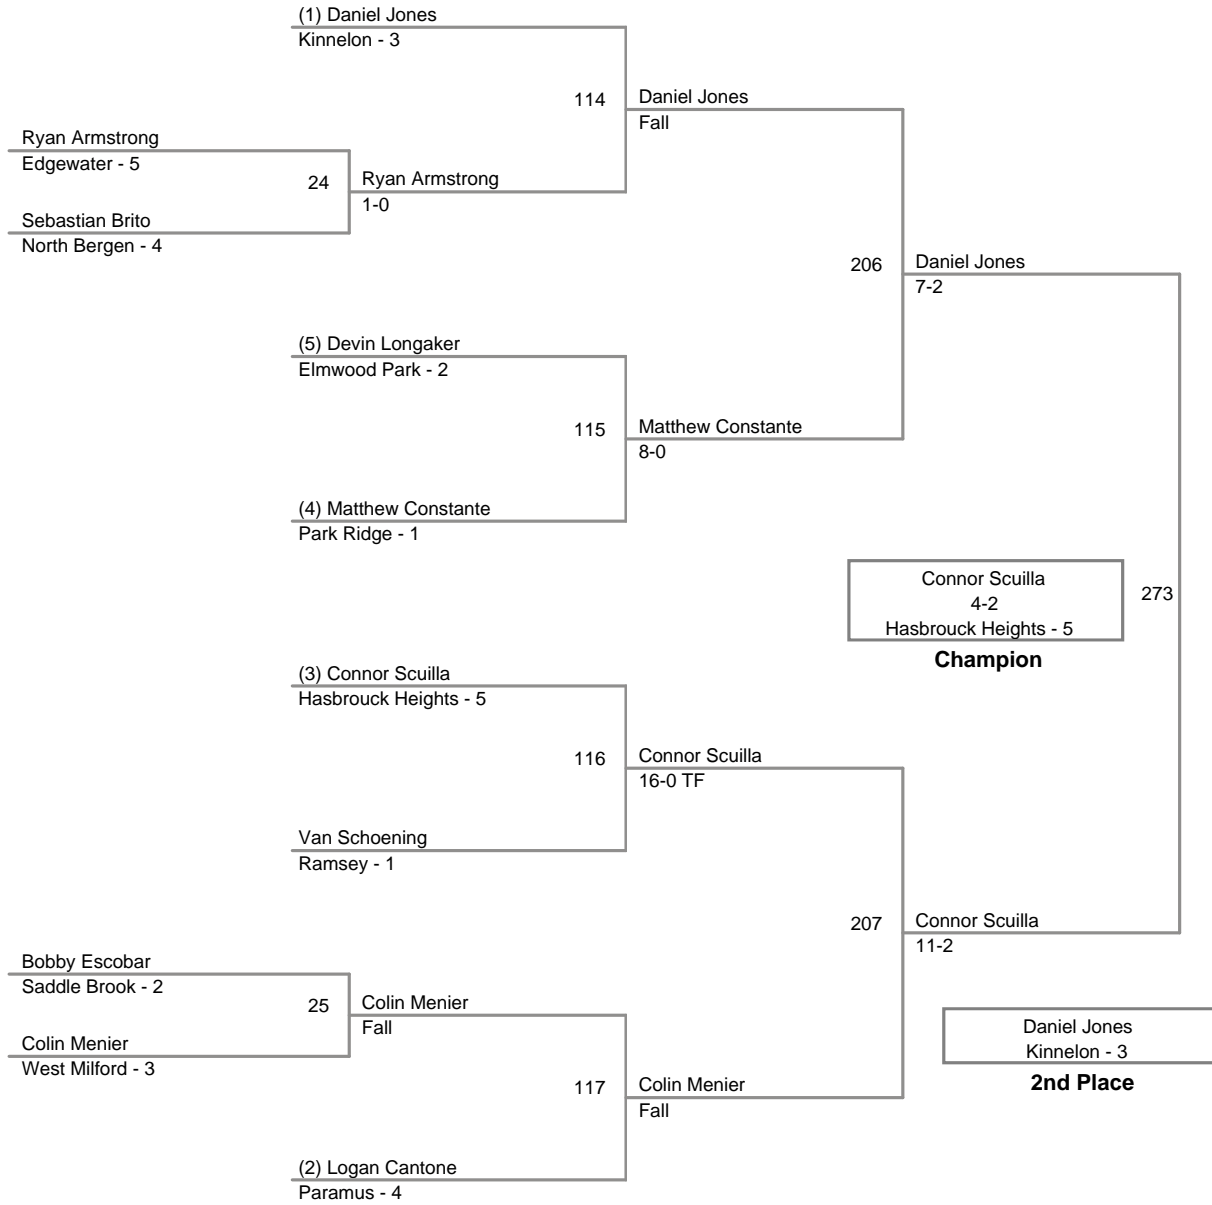 (1) Daniel Jones
Kinnelon - 3
114
Daniel Jones
Fall
Ryan Armstrong
Edgewater - 5
24
Ryan Armstrong
1-0
Sebastian Brito
North Bergen - 4
206
Daniel Jones
7-2
(5) Devin Longaker
Elmwood Park - 2
115
Matthew Constante
8-0
(4) Matthew Constante
Park Ridge - 1
Connor Scuilla
4-2
Hasbrouck Heights - 5
Champion
273
(3) Connor Scuilla
Hasbrouck Heights - 5
116
Connor Scuilla
16-0 TF
Van Schoening
Ramsey - 1
207
Connor Scuilla
11-2
Bobby Escobar
Saddle Brook - 2
25
Colin Menier
Fall
Colin Menier
West Milford - 3
Daniel Jones
Kinnelon - 3
2nd Place
117
Colin Menier
Fall
(2) Logan Cantone
Paramus - 4